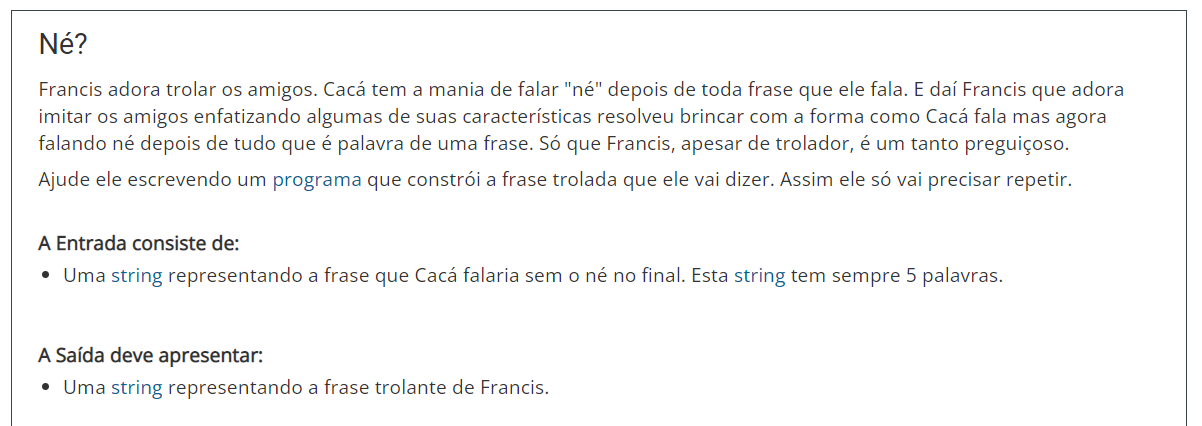 Né?
Francis adora trolar os amigos. Cacá tem a mania de falar "né" depois de toda frase que ele fala. E daí Francis que adora
imitar os amigos enfatizando algumas de suas características resolveu brincar com a forma como Cacá fala mas agora
falando né depois de tudo que é palavra de uma frase. Só que Francis, apesar de trolador, é um tanto preguiçoso.
Ajude ele escrevendo um programa que constrói a frase trolada que ele vai dizer. Assim ele só vai precisar repetir.
A Entrada consiste de:
• Uma string representando a frase que Cacá falaria sem o né no final. Esta string tem sempre 5 palavras.
A Saída deve apresentar:
• Uma string representando a frase trolante de Francis.